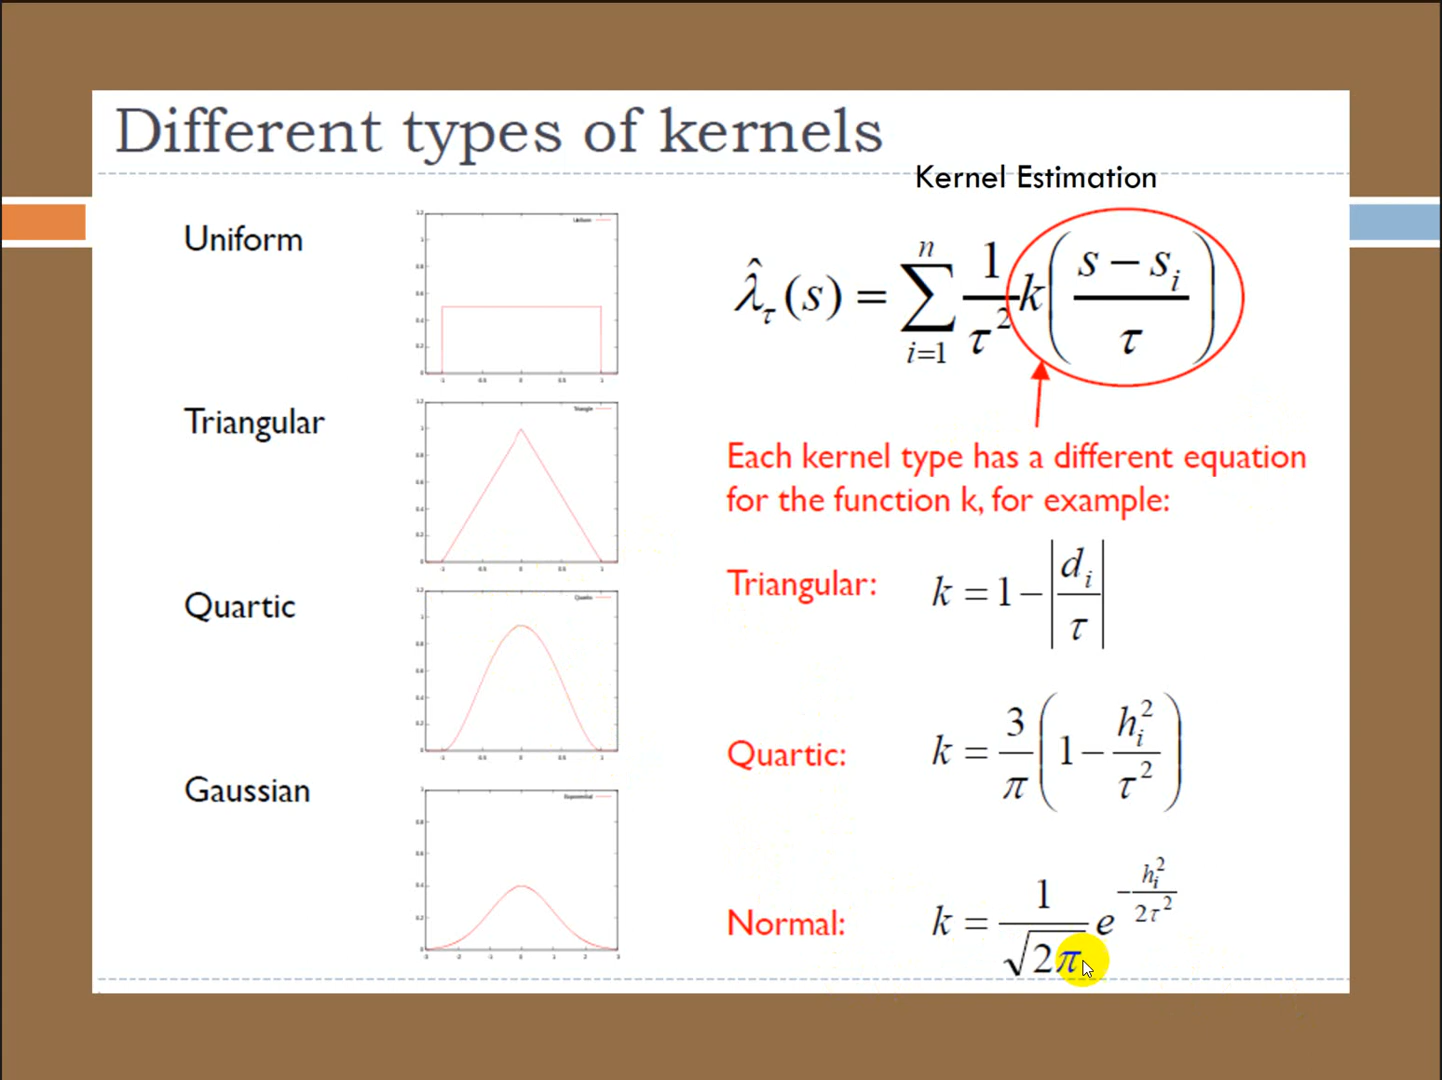 Different types of kernels
Kernel Estimation
Uniform
Triangular
Quartic
Gaussian
λ̂_τ(s) = ∑_{i=1}^{n} 1/τ² k((s − s_i)/τ)
Each kernel type has a different equation
for the function k, for example:
Triangular: k = 1 − |d_i/τ|
Quartic: k = 3/π (1 − h_i²/τ²)
Normal: k = 1/√2π e^{−h_i²/2τ²}